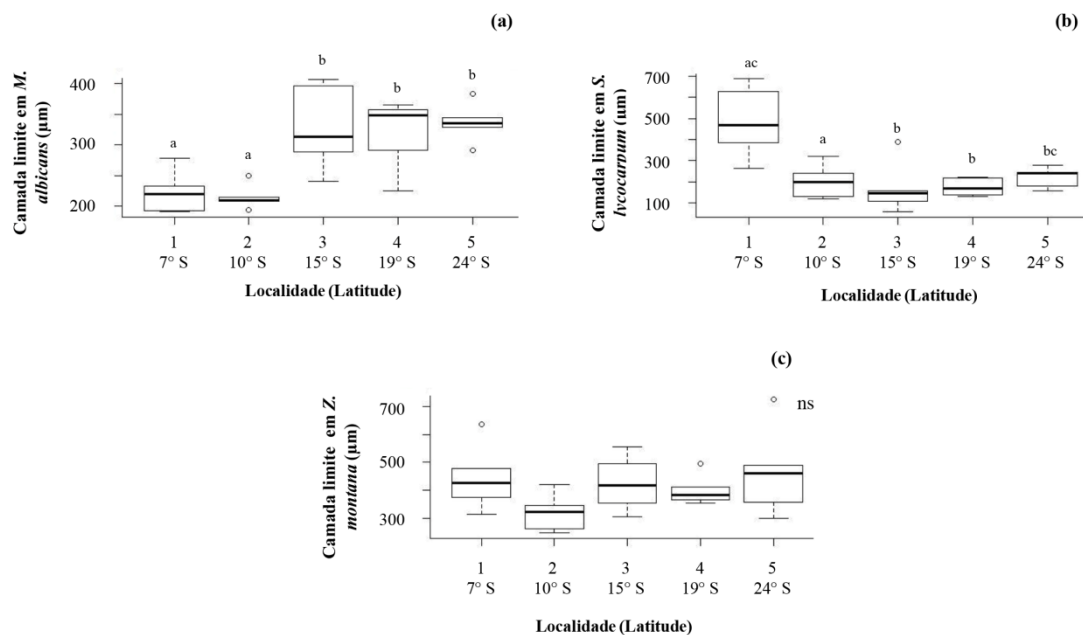 (a)
Camada limite em M.
albicans (µm)
400
300
200
a
a
b
b
b
1
2
3
4
5
7° S
10° S
15° S
19° S
24° S
Localidade (Latitude)
(b)
Camada limite em S.
lvcocarpum (µm)
700
500
300
100
ac
a
b
b
bc
1
2
3
4
5
7° S
10° S
15° S
19° S
24° S
Localidade (Latitude)
(c)
Camada limite em Z.
montana (µm)
700
500
300
ns
1
2
3
4
5
7° S
10° S
15° S
19° S
24° S
Localidade (Latitude)